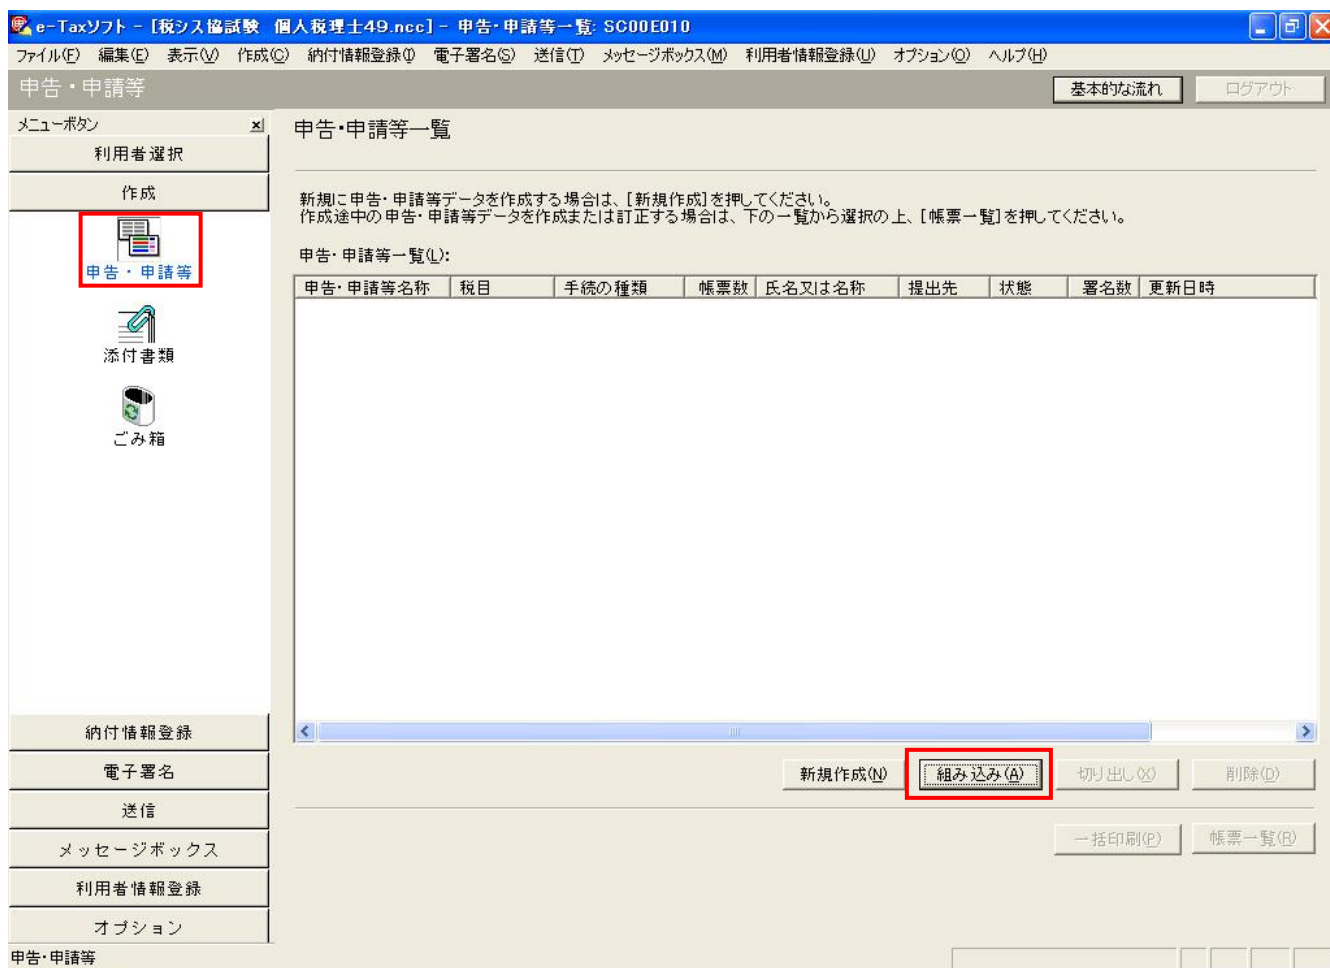 e-Taxソフト - [税シス協試験 個人税理士49.ncc] - 申告・申請等一覧: SC00E010
ファイル(F) 編集(E) 表示(V) 作成(C) 納付情報登録(I) 電子署名(S) 送信(T) メッセージボックス(M) 利用者情報登録(U) オプション(O) ヘルプ(H)
申告・申請等 基本的な流れ ログアウト
メニューボタン
利用者選択
作成
申告・申請等
添付書類
ごみ箱
納付情報登録
電子署名
送信
メッセージボックス
利用者情報登録
オプション
申告・申請等一覧
新規に申告・申請等データを作成する場合は、[新規作成]を押してください。
作成途中の申告・申請等データを作成または訂正する場合は、下の一覧から選択の上、[帳票一覧]を押してください。
申告・申請等一覧(L):
申告・申請等名称 税目 手続の種類 帳票数 氏名又は名称 提出先 状態 署名数 更新日時
新規作成(N) 組み込み(A) 切り出し(X) 削除(D)
一括印刷(P) 帳票一覧(R)
申告・申請等